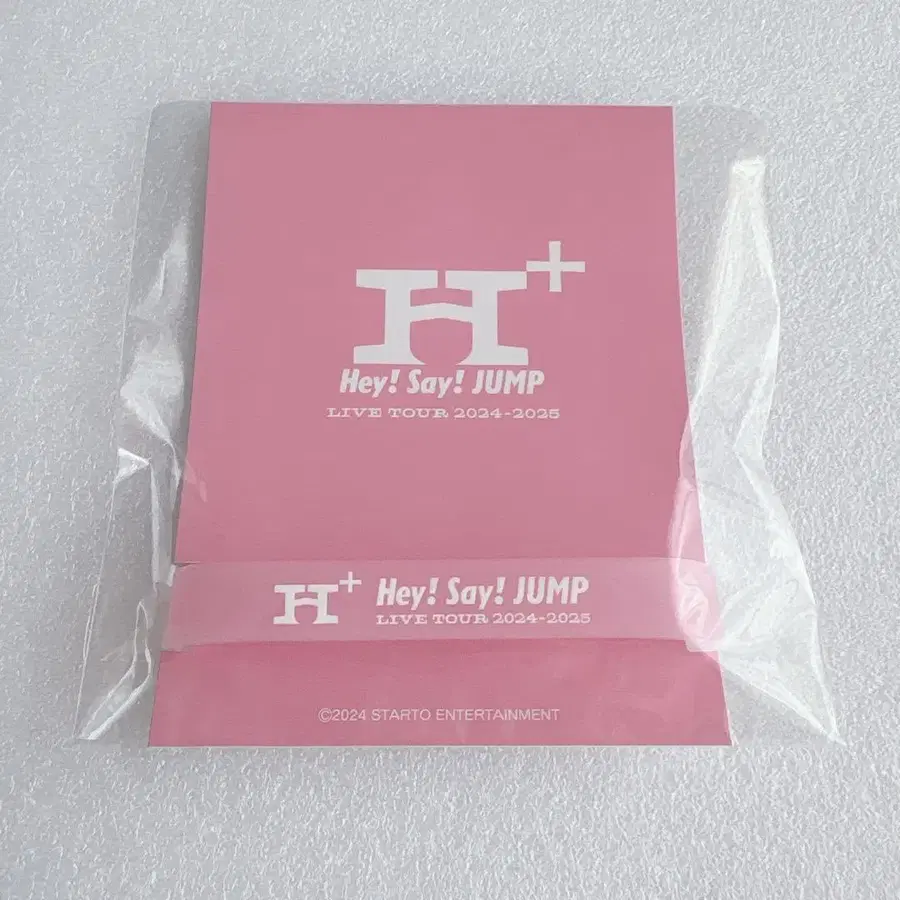 H+
Hey! Say! JUMP
LIVE TOUR 2024-2025
H+ Hey! Say! JUMP
LIVE TOUR 2024-2025
©2024 STARTO ENTERTAINMENT